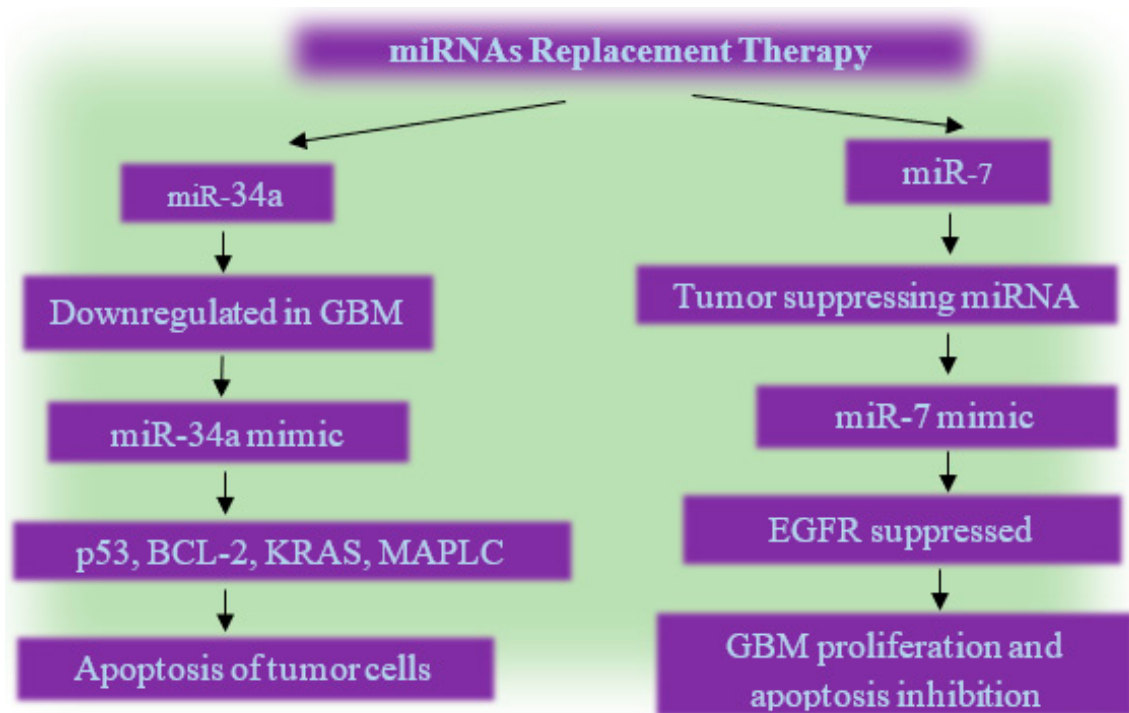 miRNAs Replacement Therapy
miR-34a
Downregulated in GBM
miR-34a mimic
p53, BCL-2, KRAS, MAPLC
Apoptosis of tumor cells
miR-7
Tumor suppressing miRNA
miR-7 mimic
EGFR suppressed
GBM proliferation and
apoptosis inhibition